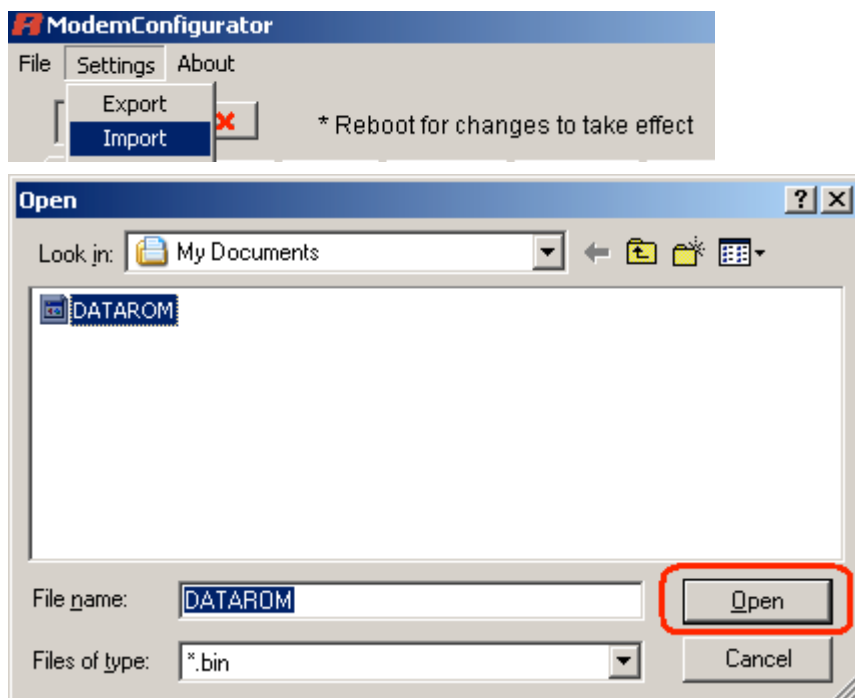 ModemConfigurator
File Settings About
Export
* Reboot for changes to take effect
Import
Open
Look in: My Documents
DATAROM
File name: DATAROM Open
Files of type: *.bin Cancel